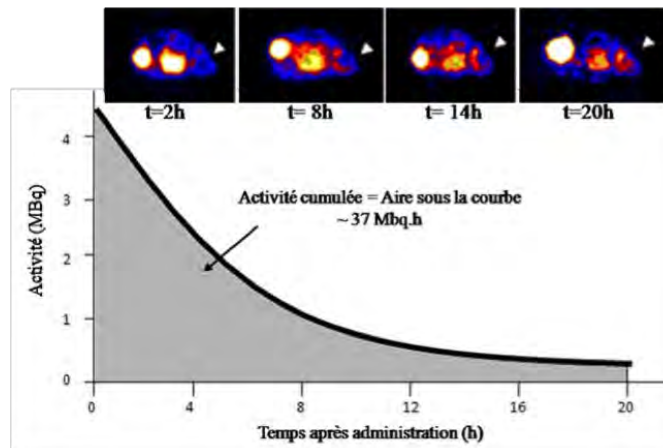 t=2h t= 8h t= 14h t=20h
Activité (MBq)
4
3
2
1
0
Activité cumulée = Aire sous la courbe
~ 37 Mbq.h
0 4 8 12 16 20
Temps après administration (h)